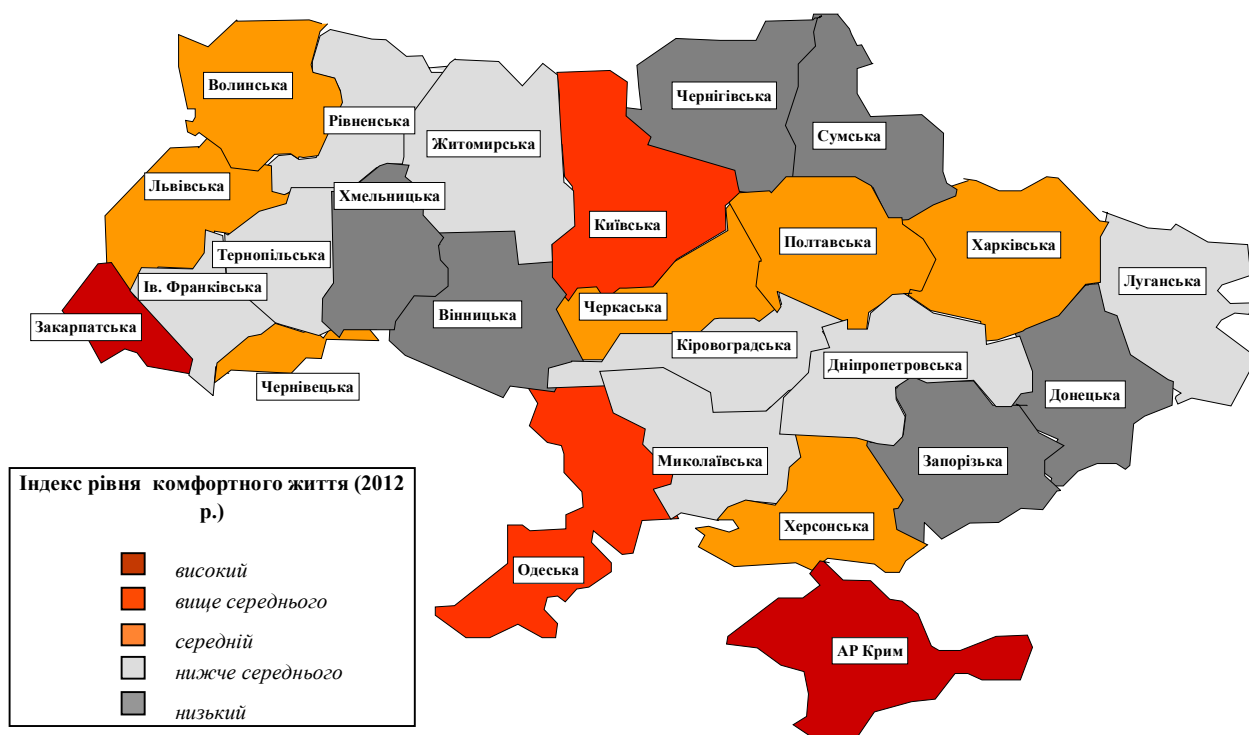 Волинська
Рівненська
Житомирська
Чернігівська
Сумська
Львівська
Хмельницька
Київська
Полтавська
Харківська
Тернопільська
Луганська
Ів. Франківська
Закарпатська
Вінницька
Черкаська
Кіровоградська
Дніпропетровська
Чернівецька
Донецька
Миколаївська
Запорізька
Херсонська
Одеська
АР Крим
Індекс рівня комфортного життя (2012
р.)
високий
вище середнього
середній
нижче середнього
низький